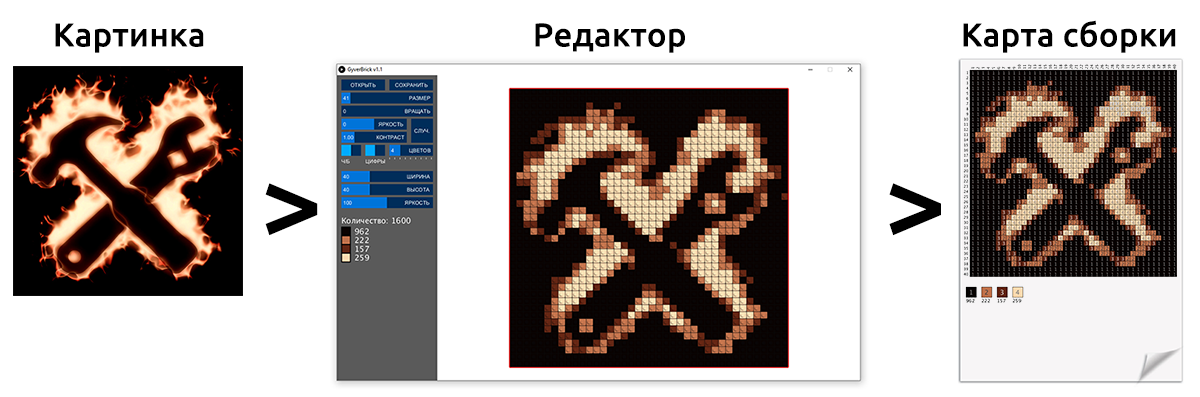 Картинка
Редактор
Карта сборки
GyverBrick v1.1
ОТКРЫТЬ
СОХРАНИТЬ
41 РАЗМЕР
0 ВРАЩАТЬ
0 ЯРКОСТЬ
СЛУЧ.
1.00 КОНТРАСТ
4 ЦВЕТОВ
Ч/Б
ЦИФРЫ
40 ШИРИНА
40 ВЫСОТА
100 ЯРКОСТЬ
Количество: 1600
962
222
157
259
1 2 3 4
962 222 157 259